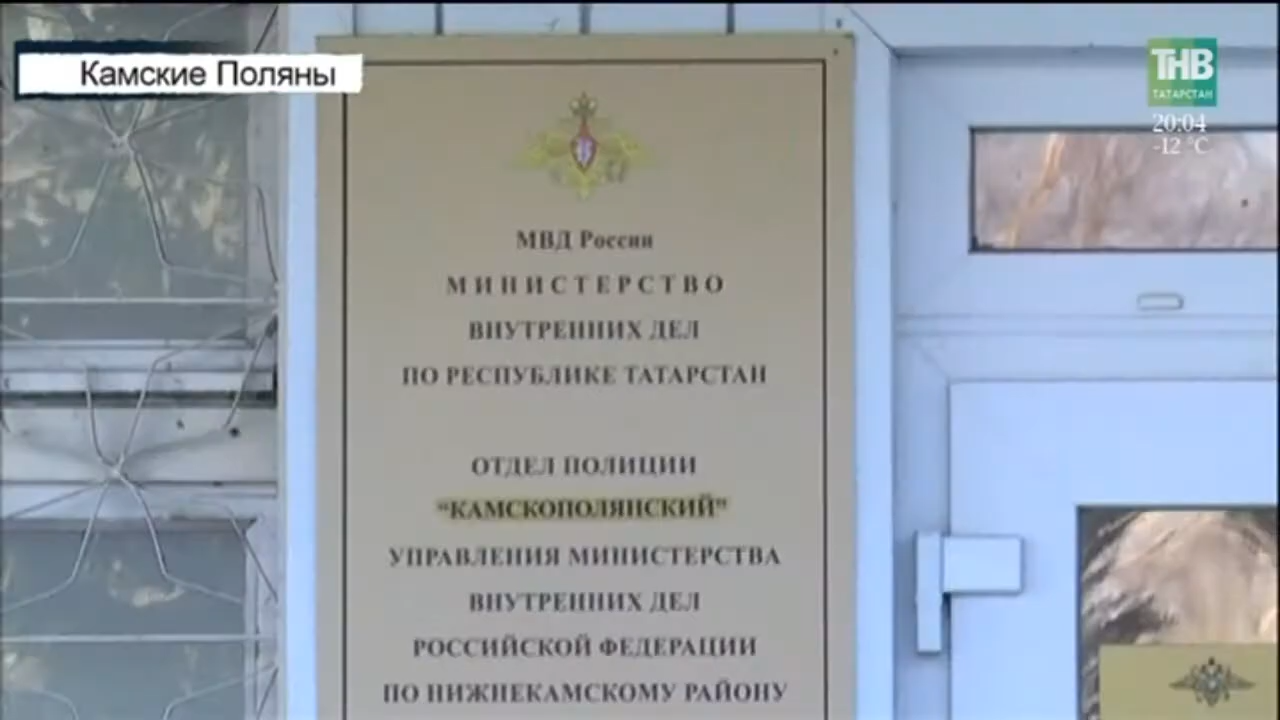 Камские Поляны
ТНВ
ТАТАРСТАН
20:04
-12 °C
МВД России
МИНИСТЕРСТВО
ВНУТРЕННИХ ДЕЛ
ПО РЕСПУБЛИКЕ ТАТАРСТАН
ОТДЕЛ ПОЛИЦИИ
"КАМСКОПОЛЯНСКИЙ"
УПРАВЛЕНИЯ МИНИСТЕРСТВА
ВНУТРЕННИХ ДЕЛ
РОССИЙСКОЙ ФЕДЕРАЦИИ
ПО НИЖНЕКАМСКОМУ РАЙОНУ